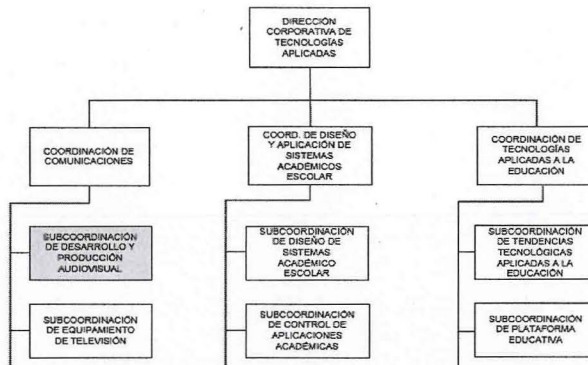 DIRECCIÓN
CORPORATIVA DE
TECNOLOGÍAS
APLICADAS
COORDINACIÓN DE
COMUNICACIONES
COORD. DE DISEÑO
Y APLICACIÓN DE
SISTEMAS
ACADÉMICOS
ESCOLAR
COORDINACIÓN DE
TECNOLOGÍAS
APLICADAS A LA
EDUCACIÓN
SUBCOORDINACIÓN
DE DESARROLLO Y
PRODUCCIÓN
AUDIOVISUAL
SUBCOORDINACIÓN
DE DISEÑO DE
SISTEMAS
ACADÉMICO
ESCOLAR
SUBCOORDINACIÓN
DE TENDENCIAS
TECNOLÓGICAS
APLICADAS A LA
EDUCACIÓN
SUBCOORDINACIÓN
DE EQUIPAMIENTO
DE TELEVISIÓN
SUBCOORDINACIÓN
DE CONTROL DE
APLICACIONES
ACADÉMICAS
SUBCOORDINACIÓN
DE PLATAFORMA
EDUCATIVA